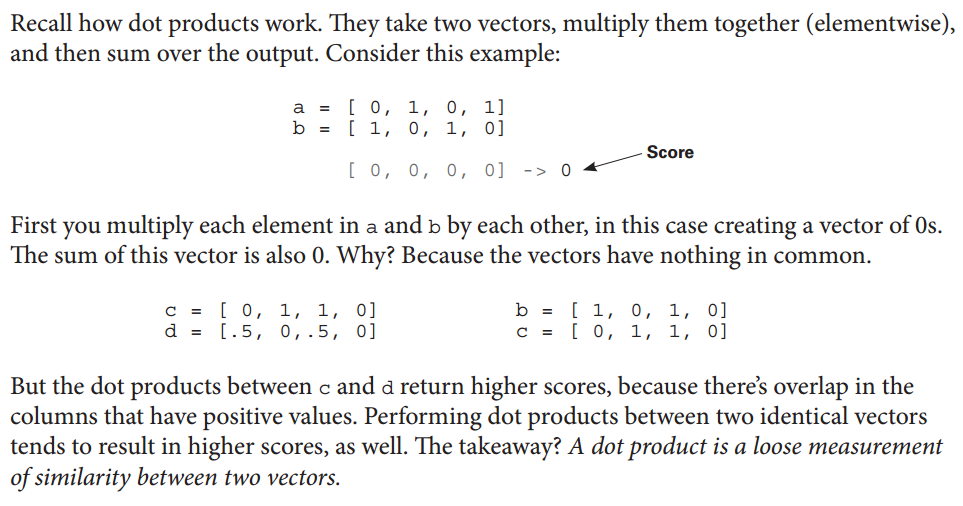 Recall how dot products work. They take two vectors, multiply them together (elementwise),
and then sum over the output. Consider this example:
a = [ 0, 1, 0, 1]
b = [ 1, 0, 1, 0]
[ 0, 0, 0, 0] -> 0
Score
First you multiply each element in a and b by each other, in this case creating a vector of 0s.
The sum of this vector is also 0. Why? Because the vectors have nothing in common.
c = [ 0, 1, 1, 0]
d = [.5, 0,.5, 0]
b = [ 1, 0, 1, 0]
c = [ 0, 1, 1, 0]
But the dot products between c and d return higher scores, because there’s overlap in the
columns that have positive values. Performing dot products between two identical vectors
tends to result in higher scores, as well. The takeaway? A dot product is a loose measurement
of similarity between two vectors.